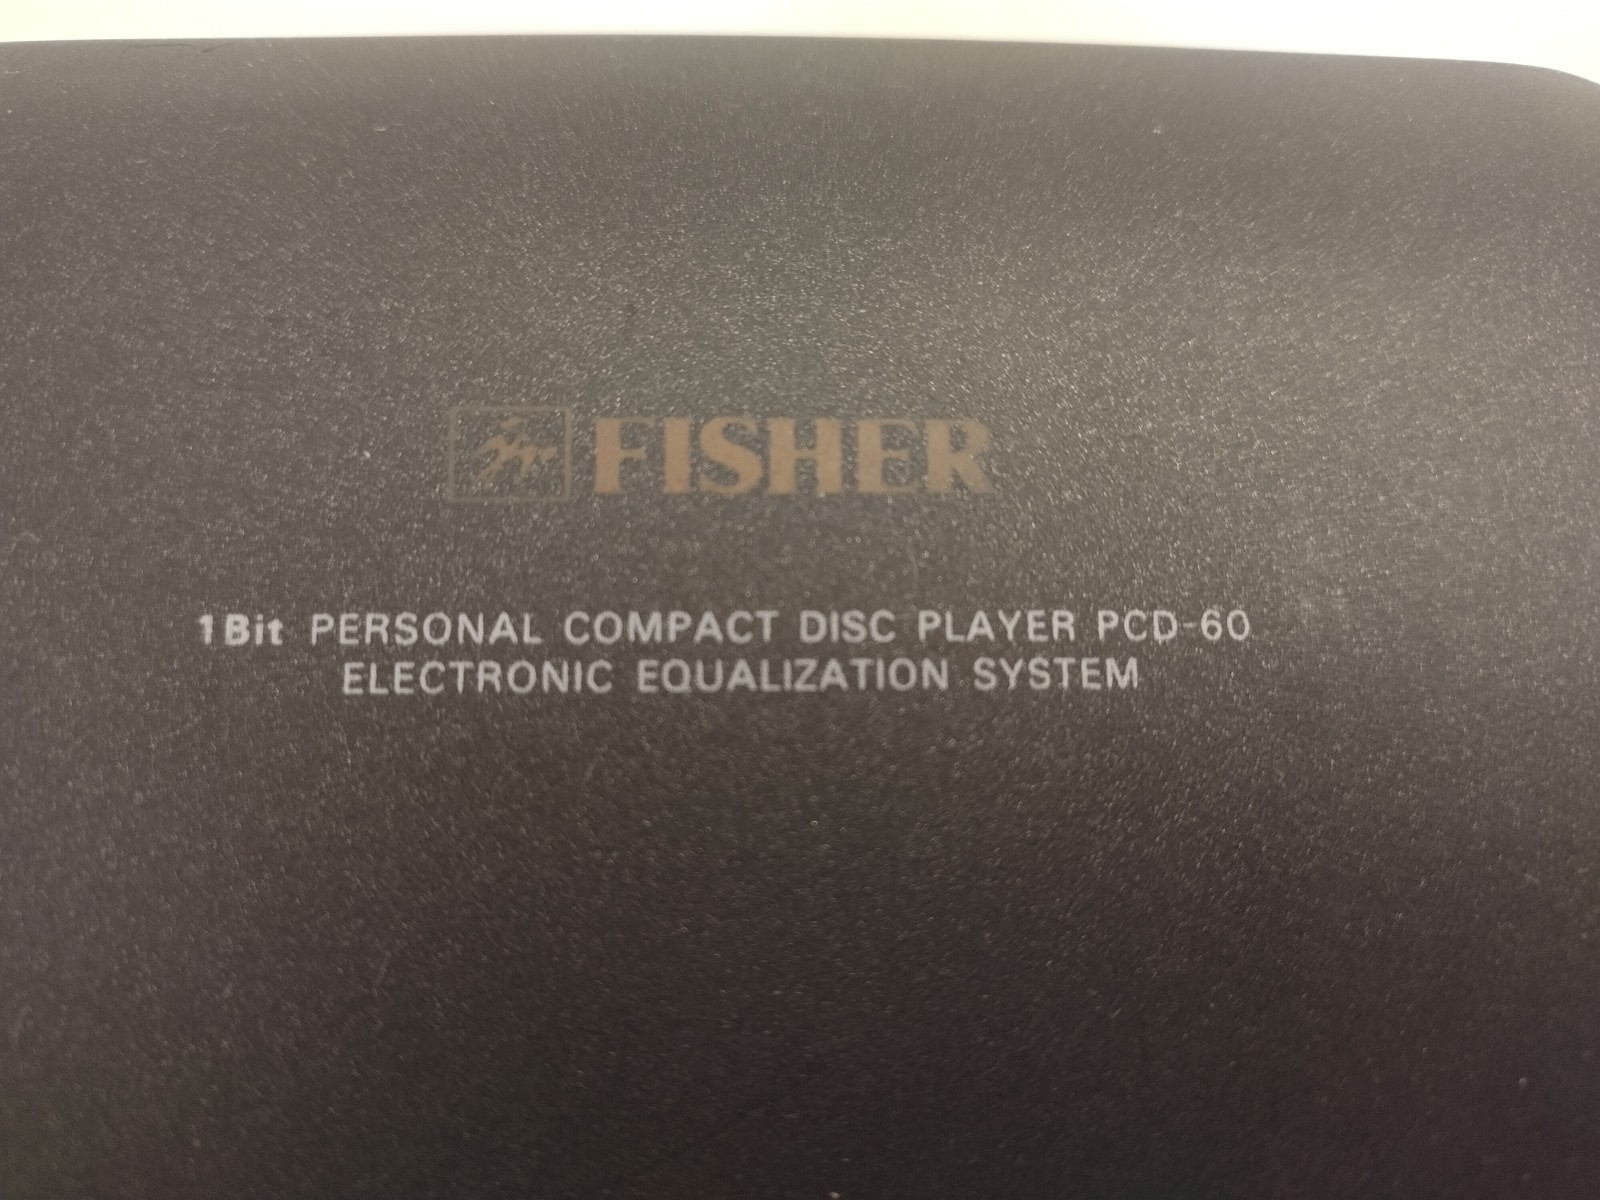 FISHER
1Bit PERSONAL COMPACT DISC PLAYER PCD-60
ELECTRONIC EQUALIZATION SYSTEM